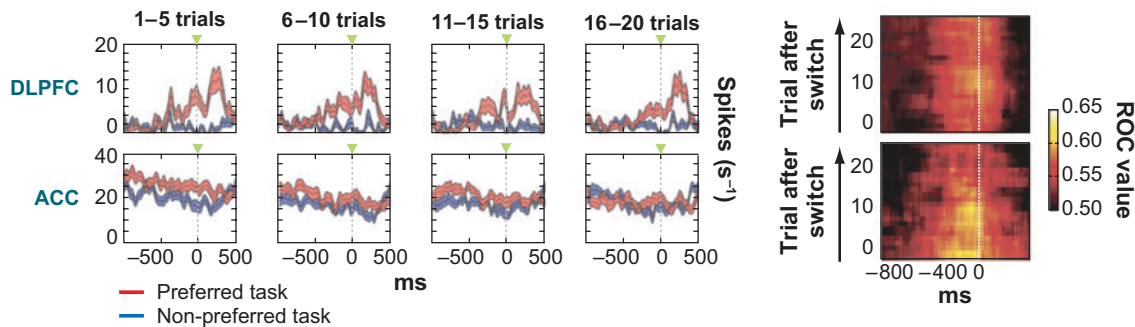 1–5 trials
6–10 trials
11–15 trials
16–20 trials
DLPFC
20
10
0
ACC
40
20
0
–500 0 500
–500 0 500
–500 0 500
–500 0 500
ms
Spikes (s⁻¹)
Preferred task
Non-preferred task
Trial after
switch
20
10
0
Trial after
switch
20
10
0
–800 –400 0
ms
0.65
0.60
0.55
0.50
ROC value